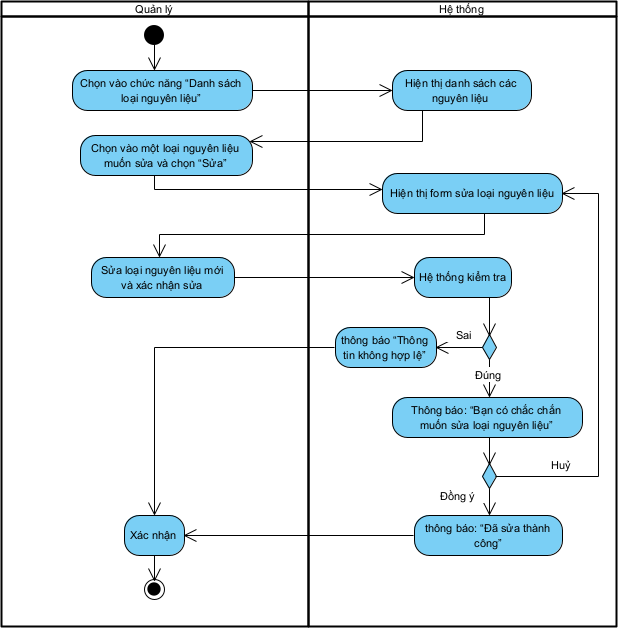 Quản lý
Hệ thống
Chọn vào chức năng “Danh sách
loại nguyên liệu”
Hiện thị danh sách các
nguyên liệu
Chọn vào một loại nguyên liệu
muốn sửa và chọn “Sửa”
Hiện thị form sửa loại nguyên liệu
Sửa loại nguyên liệu mới
và xác nhận sửa
Hệ thống kiểm tra
Sai
thông báo “Thông
tin không hợp lệ”
Đúng
Thông báo: “Bạn có chắc chắn
muốn sửa loại nguyên liệu”
Huỷ
Đồng ý
Xác nhận
thông báo: “Đã sửa thành
công”